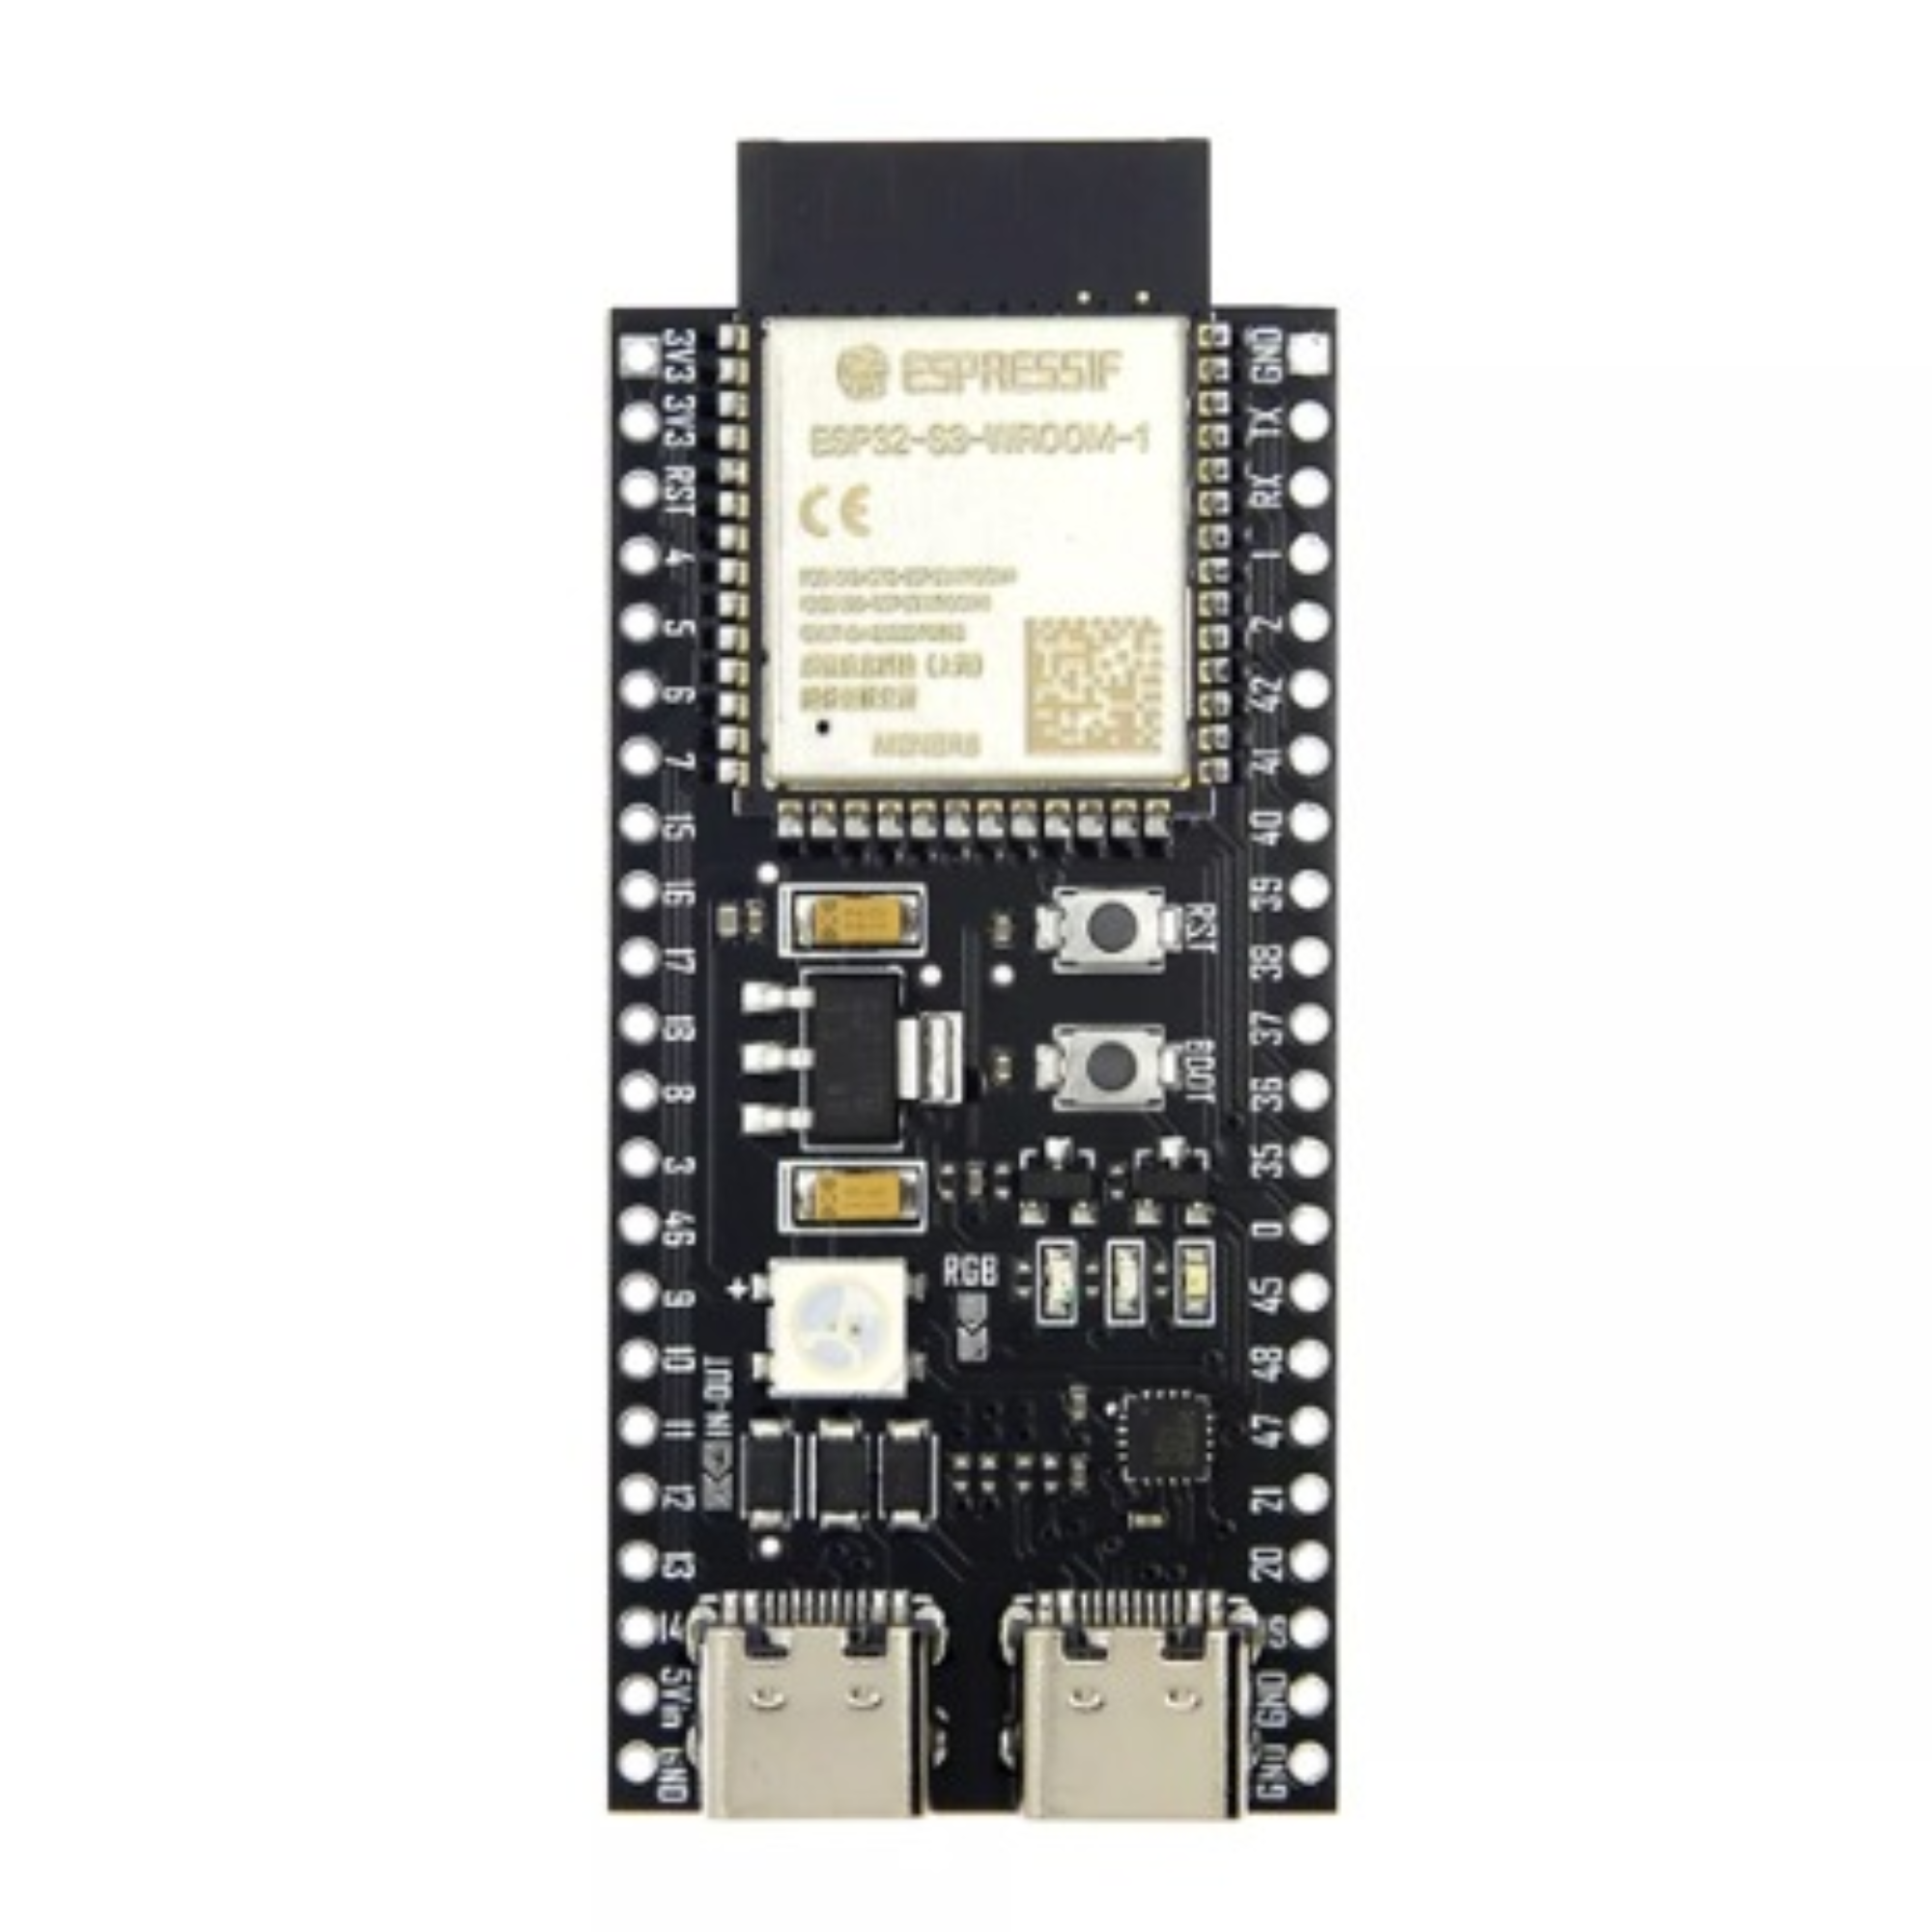 ESPRESSIF
ESP32-S3-WROOM-1
CE
3V3
3V3
RST
4
5
6
7
15
16
17
18
8
3
46
9
10
11
12
13
14
5Vin
GND
GND
TX
RX
1
2
42
41
40
39
38
37
36
35
0
45
48
47
21
20
19
GND
GND
RST
BOOT
RGB
+
IN-OUT